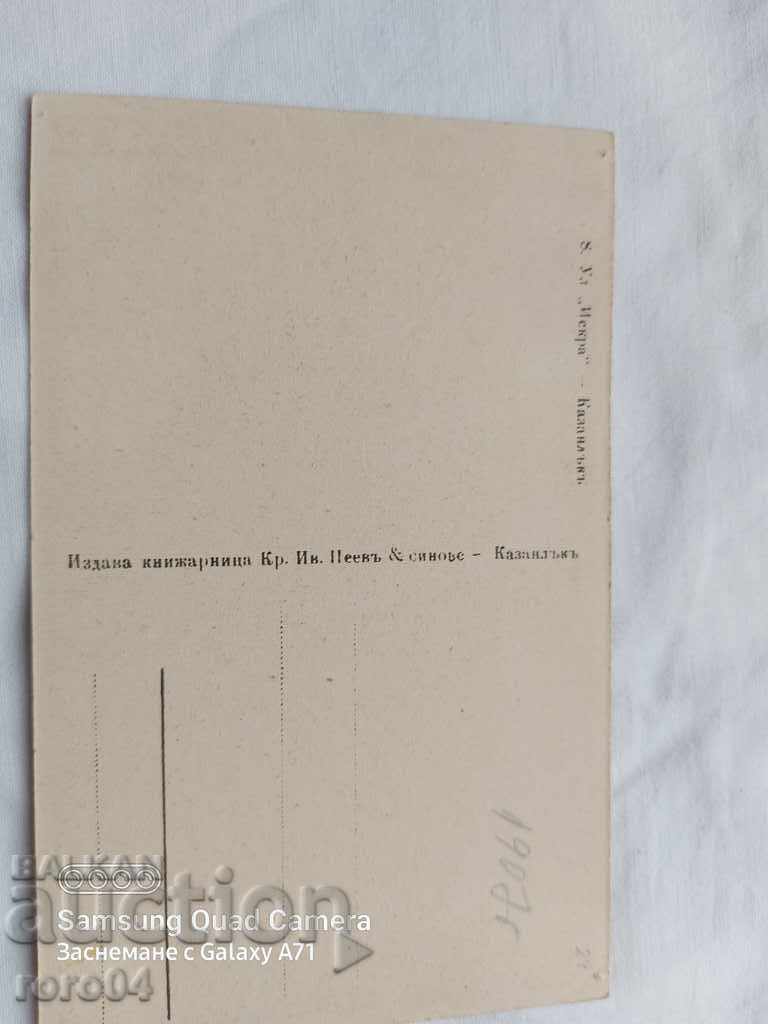 8. Ул „Искра" – Казанлъкъ
Издава книжарница Кр. Ив. Пеевъ & синове – Казанлъкъ
BALKAN
auction
Samsung Quad Camera
Заснемане с Galaxy A71
roro04